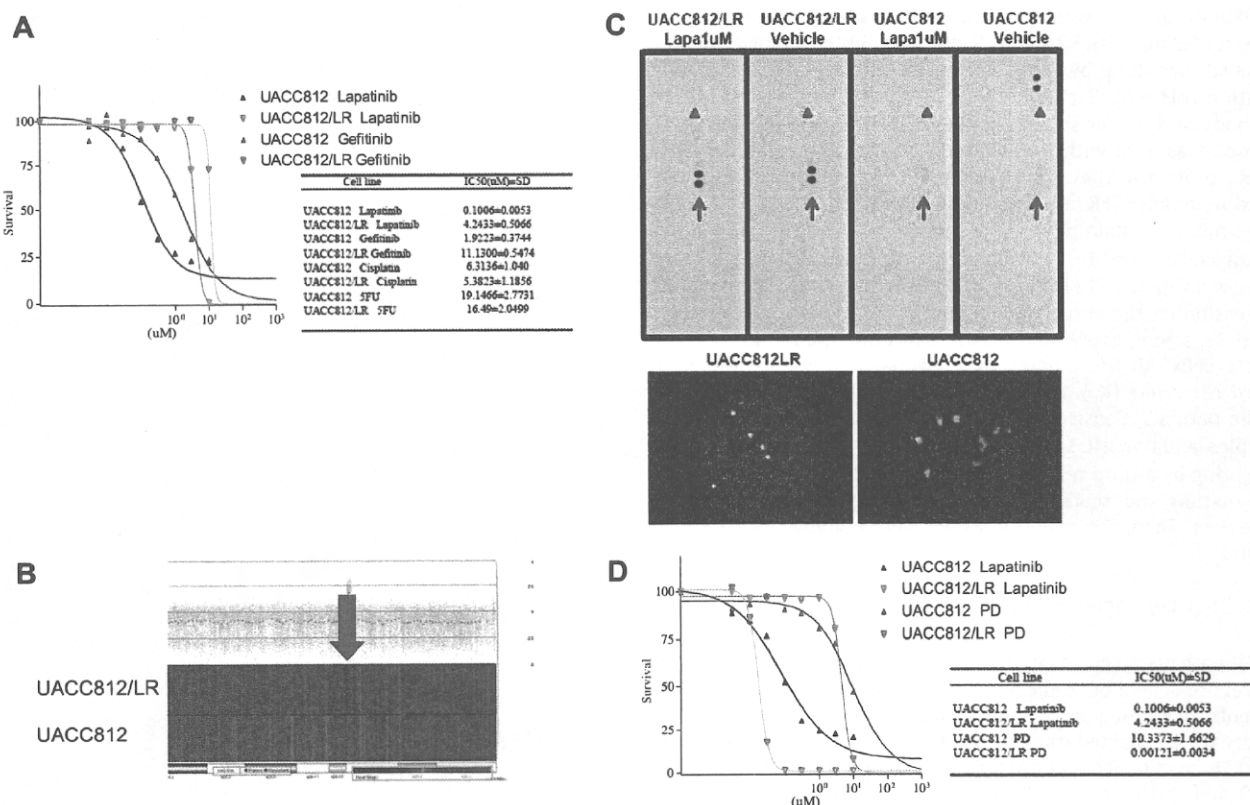 A
UACC812 Lapatinib
UACC812/LR Lapatinib
UACC812 Gefitinib
UACC812/LR Gefitinib
100
75
50
25
0
Survival
10⁰ 10¹ 10² 10³
(uM)
Cell line IC50(uM)±SD
UACC812 Lapatinib 0.1006±0.0053
UACC812/LR Lapatinib 4.2433±0.5066
UACC812 Gefitinib 1.9223±0.3744
UACC812/LR Gefitinib 11.1300±0.5474
UACC812 Cisplatin 6.3136±1.040
UACC812/LR Cisplatin 5.3823±1.1856
UACC812 5FU 19.1466±2.7731
UACC812/LR 5FU 16.49±2.0499
B
UACC812/LR
UACC812
C
UACC812/LR Lapa1uM
UACC812/LR Vehicle
UACC812 Lapa1uM
UACC812 Vehicle
UACC812LR
UACC812
D
UACC812 Lapatinib
UACC812/LR Lapatinib
UACC812 PD
UACC812/LR PD
100
75
50
25
0
Survival
10⁰ 10¹ 10² 10³
(uM)
Cell line IC50(uM)±SD
UACC812 Lapatinib 0.1006±0.0053
UACC812/LR Lapatinib 4.2433±0.5066
UACC812 PD 10.3373±1.6629
UACC812/LR PD 0.00121±0.0034